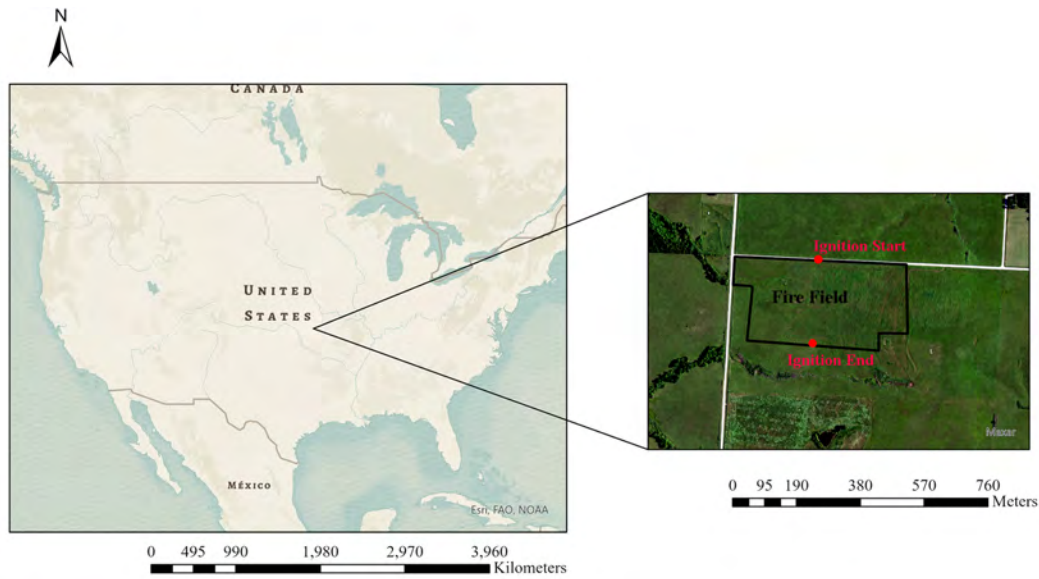 N
CANADA
UNITED
STATES
MÉXICO
Esri, FAO, NOAA
0 495 990 1,980 2,970 3,960
Kilometers
Ignition Start
Fire Field
Ignition End
Maxar
0 95 190 380 570 760
Meters